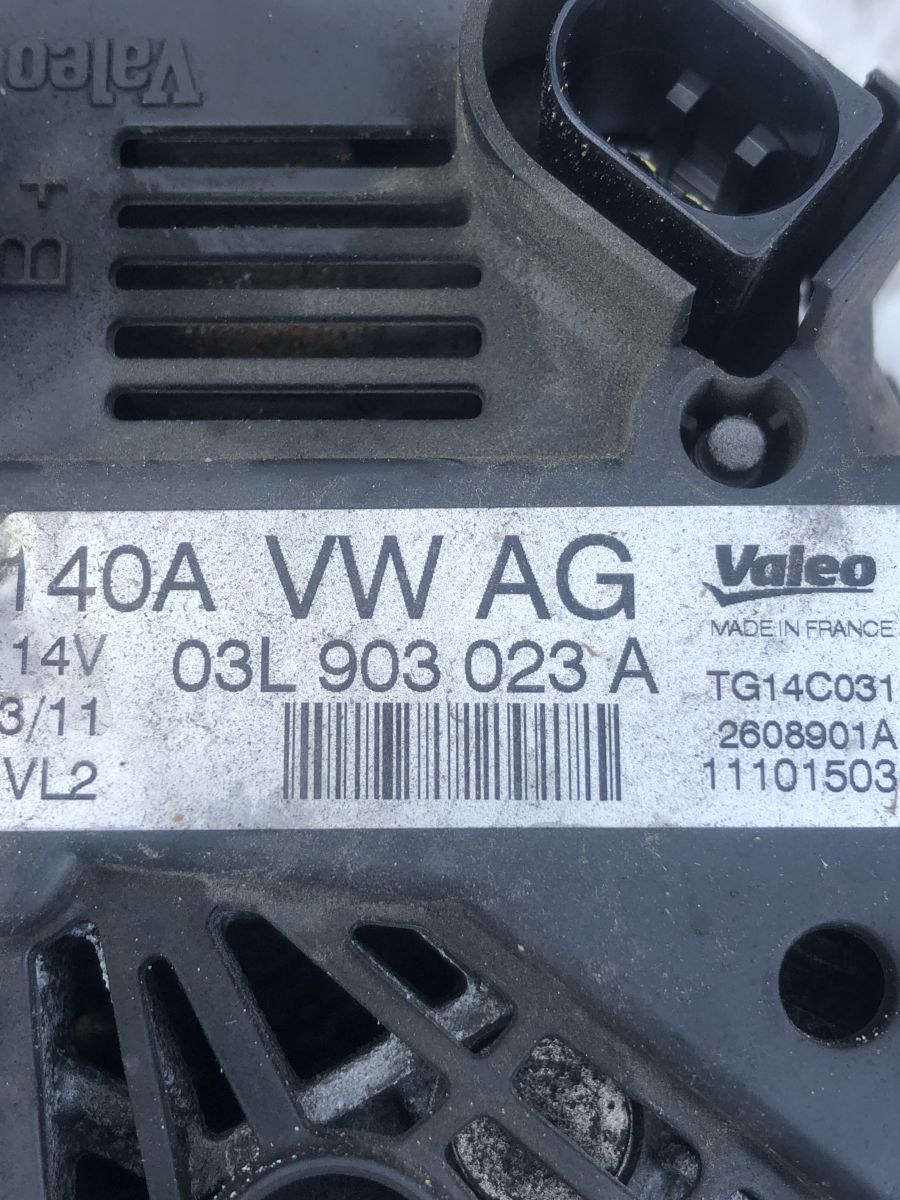 Valeo
B+
140A VW AG Valeo
MADE IN FRANCE
14V 03L 903 023 A TG14C031
3/11 2608901A
VL2 11101503